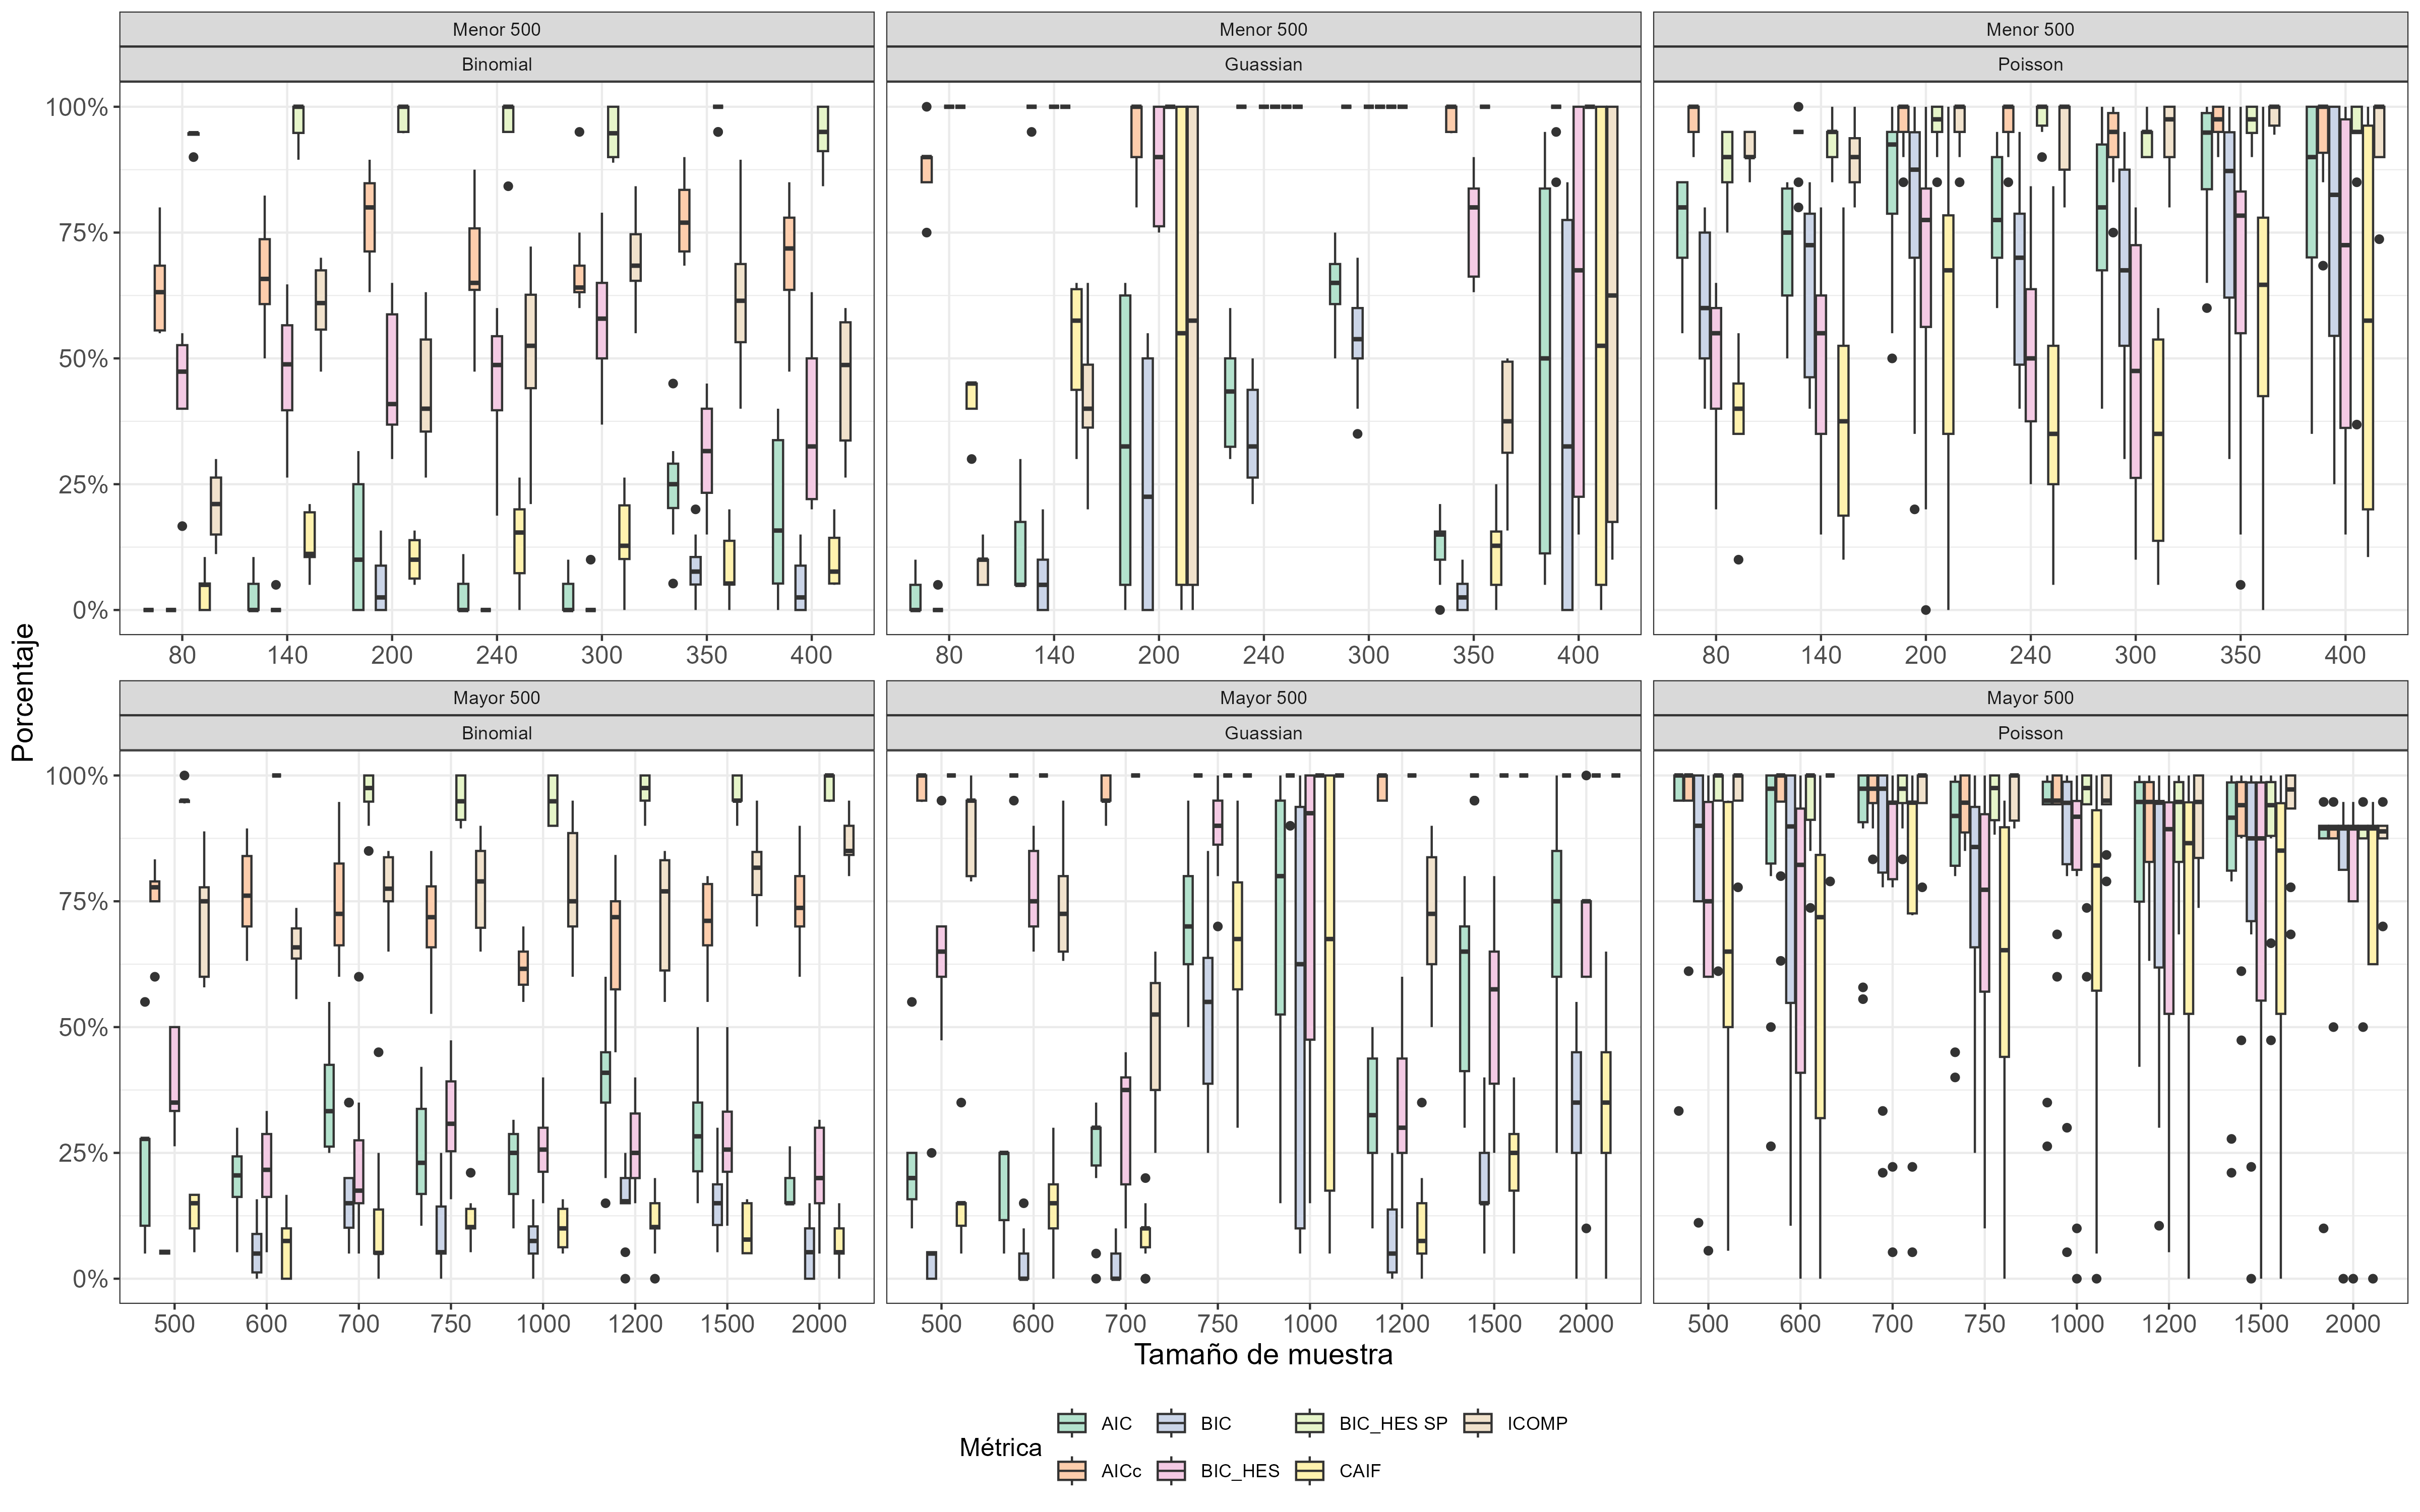 Menor 500 Menor 500 Menor 500
Binomial Guassian Poisson
100%
75%
50%
25%
0%
80 140 200 240 300 350 400 80 140 200 240 300 350 400 80 140 200 240 300 350 400
Porcentaje
Mayor 500 Mayor 500 Mayor 500
Binomial Guassian Poisson
100%
75%
50%
25%
0%
500 600 700 750 1000 1200 1500 2000 500 600 700 750 1000 1200 1500 2000 500 600 700 750 1000 1200 1500 2000
Tamaño de muestra
Métrica
AIC BIC BIC_HES SP ICOMP
AICc BIC_HES CAIF